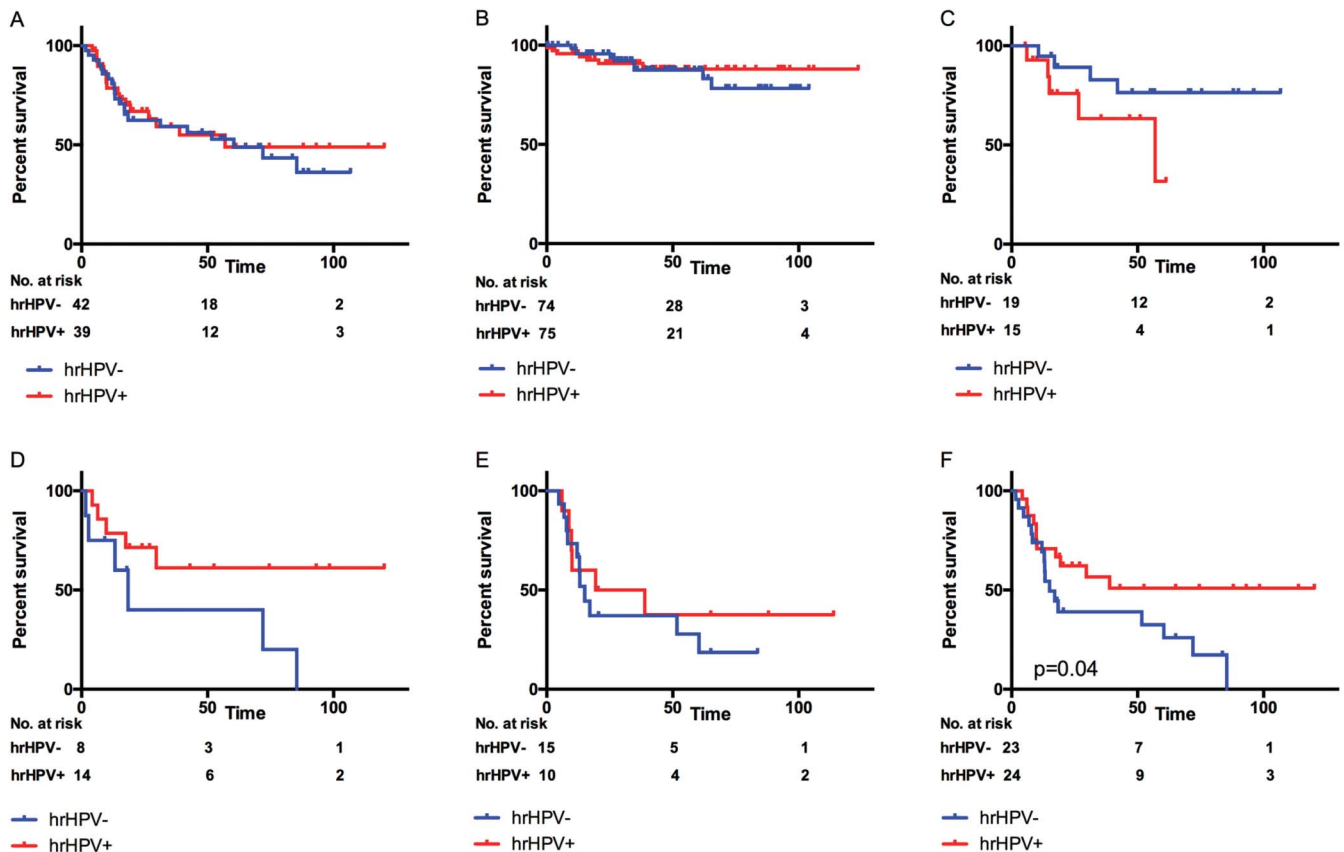 A
Percent survival
100
50
0
0 50 100
Time
No. at risk
hrHPV- 42 18 2
hrHPV+ 39 12 3
hrHPV-
hrHPV+
B
Percent survival
100
50
0
0 50 100
Time
No. at risk
hrHPV- 74 28 3
hrHPV+ 75 21 4
hrHPV-
hrHPV+
C
Percent survival
100
50
0
0 50 100
Time
No. at risk
hrHPV- 19 12 2
hrHPV+ 15 4 1
hrHPV-
hrHPV+
D
Percent survival
100
50
0
0 50 100
Time
No. at risk
hrHPV- 8 3 1
hrHPV+ 14 6 2
hrHPV-
hrHPV+
E
Percent survival
100
50
0
0 50 100
Time
No. at risk
hrHPV- 15 5 1
hrHPV+ 10 4 2
hrHPV-
hrHPV+
F
Percent survival
100
50
0
p=0.04
0 50 100
Time
No. at risk
hrHPV- 23 7 1
hrHPV+ 24 9 3
hrHPV-
hrHPV+